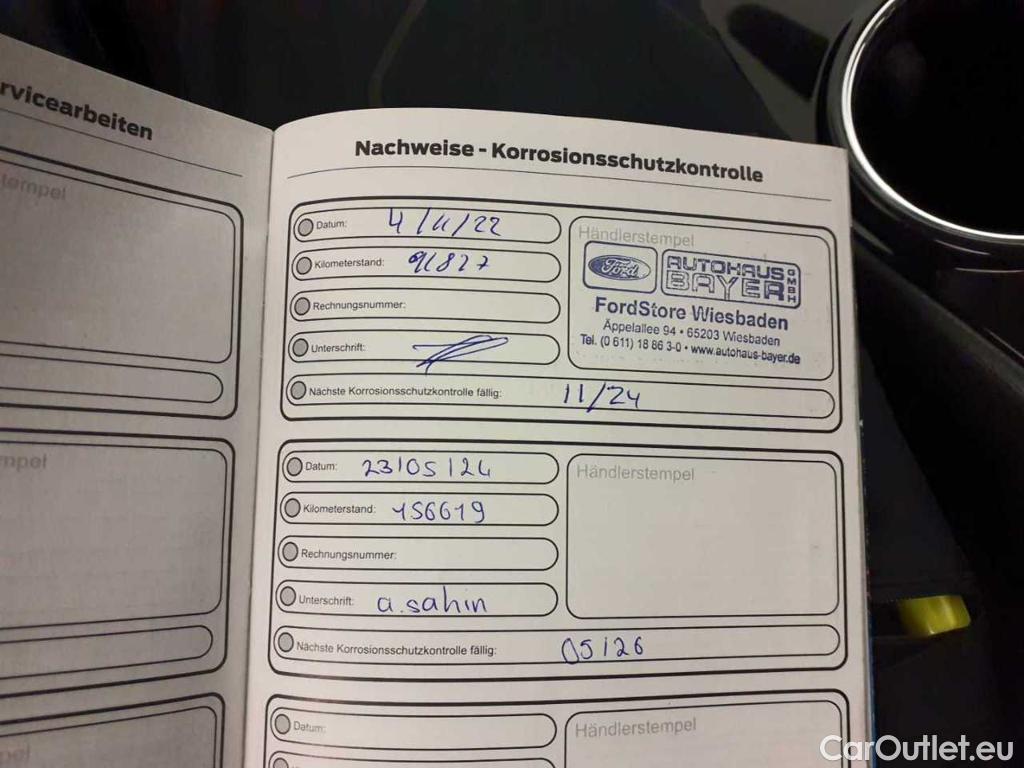 rvicearbeiten
tempel
mpel
pel
Nachweise - Korrosionsschutzkontrolle
Datum: 4/11/22
Kilometerstand: 91827
Rechnungsnummer:
Unterschrift:
Nächste Korrosionsschutzkontrolle fällig: 11/24
Händlerstempel
Ford
AUTOHAUS
BAYER
GMBH
FordStore Wiesbaden
Äppelallee 94 • 65203 Wiesbaden
Tel. (0 611) 18 86 3-0 • www.autohaus-bayer.de
Datum: 23/05/24
Kilometerstand: 156619
Rechnungsnummer:
Unterschrift: a.sahin
Nächste Korrosionsschutzkontrolle fällig: 05/26
Händlerstempel
Datum:
Händlerstempel
CarOutlet.eu